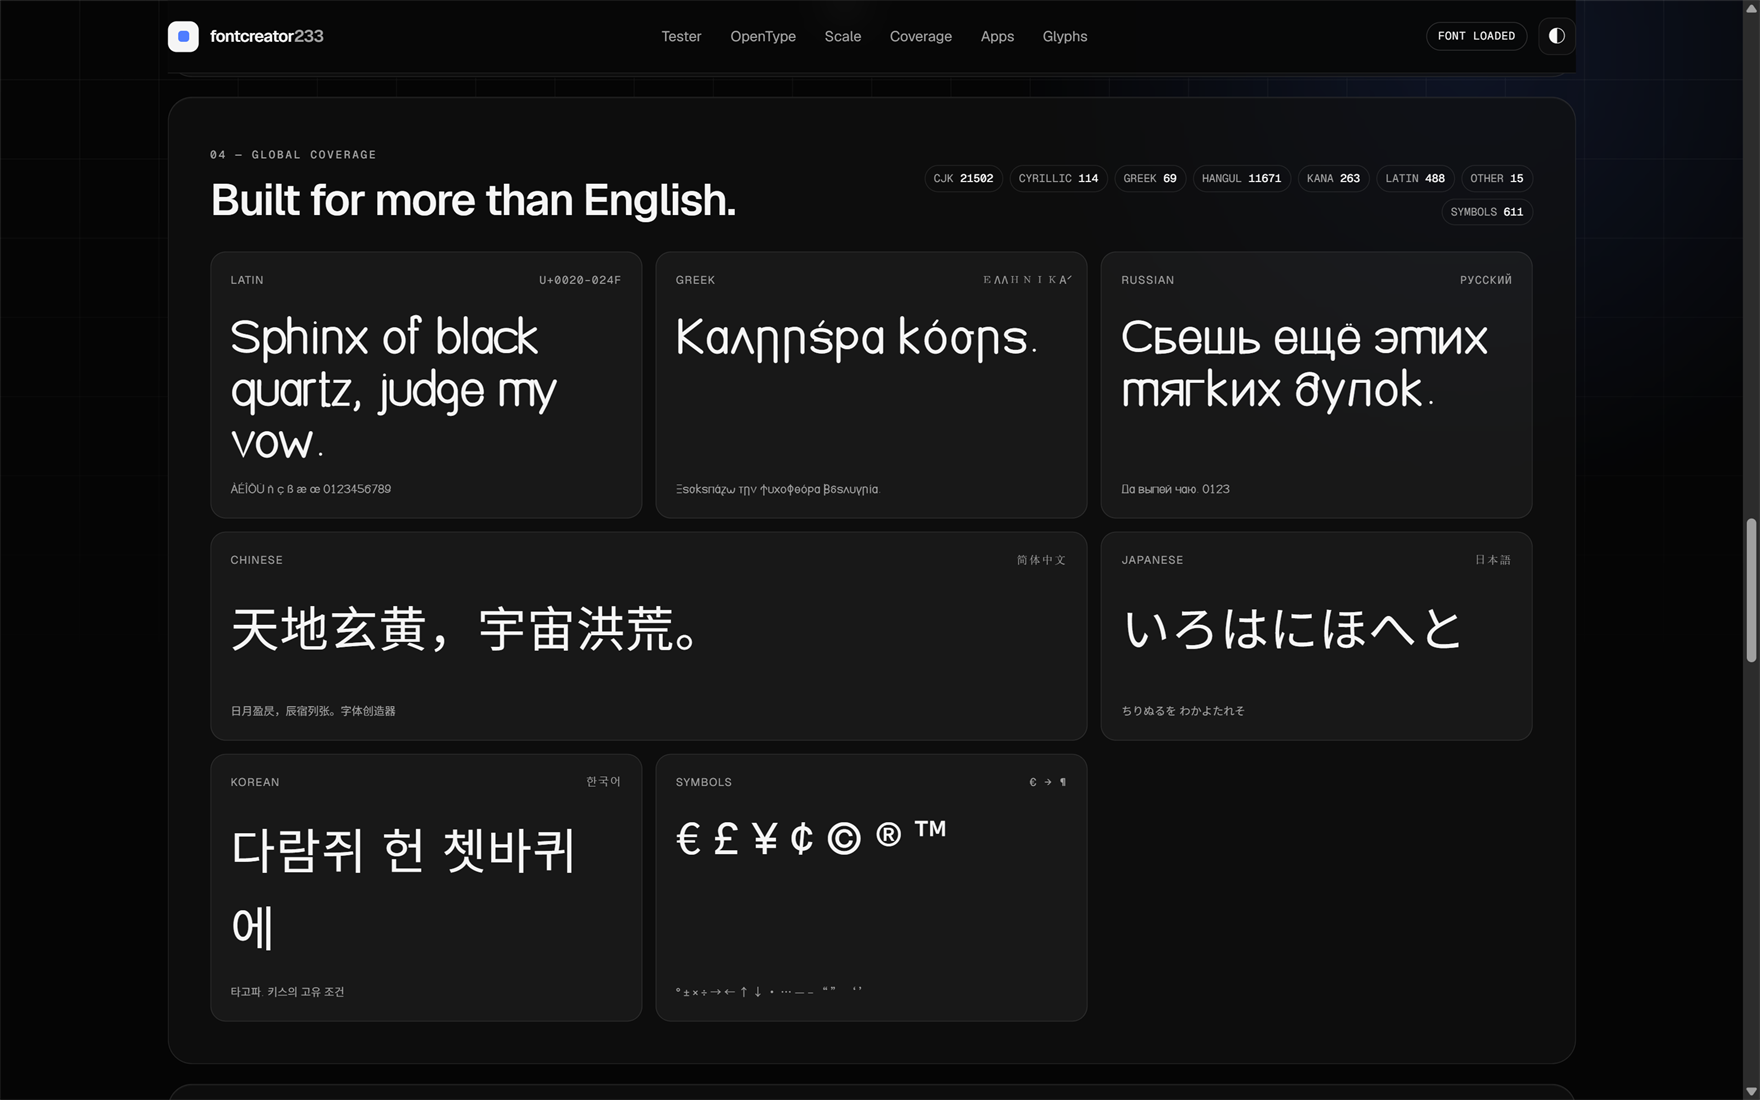 fontcreator233
Tester
OpenType
Scale
Coverage
Apps
Glyphs
FONT LOADED
04 — GLOBAL COVERAGE
Built for more than English.
CJK 21502
CYRILLIC 114
GREEK 69
HANGUL 11671
KANA 263
LATIN 488
OTHER 15
SYMBOLS 611
LATIN
U+0020–024F
Sphinx of black
quartz, judge my
vow.
ÀÉÎÕÜ ñ ç ß æ œ 0123456789
GREEK
RUSSIAN
РУССКИЙ
Съешь ещё этих
мягких булок.
Да выпей чаю. 0123
CHINESE
简体中文
天地玄黄，宇宙洪荒。
日月盈昃，辰宿列张。字体创造器
JAPANESE
日本語
いろはにほへと
ちりぬるを わかよたれそ
KOREAN
한국어
다람쥐 헌 쳇바퀴
에
타고파. 키스의 고유 조건
SYMBOLS
€ → ¶
€ £ ¥ ¢ © ® ™
° ± × ÷ → ← ↑ ↓ • … — – “ ” ‘ ’